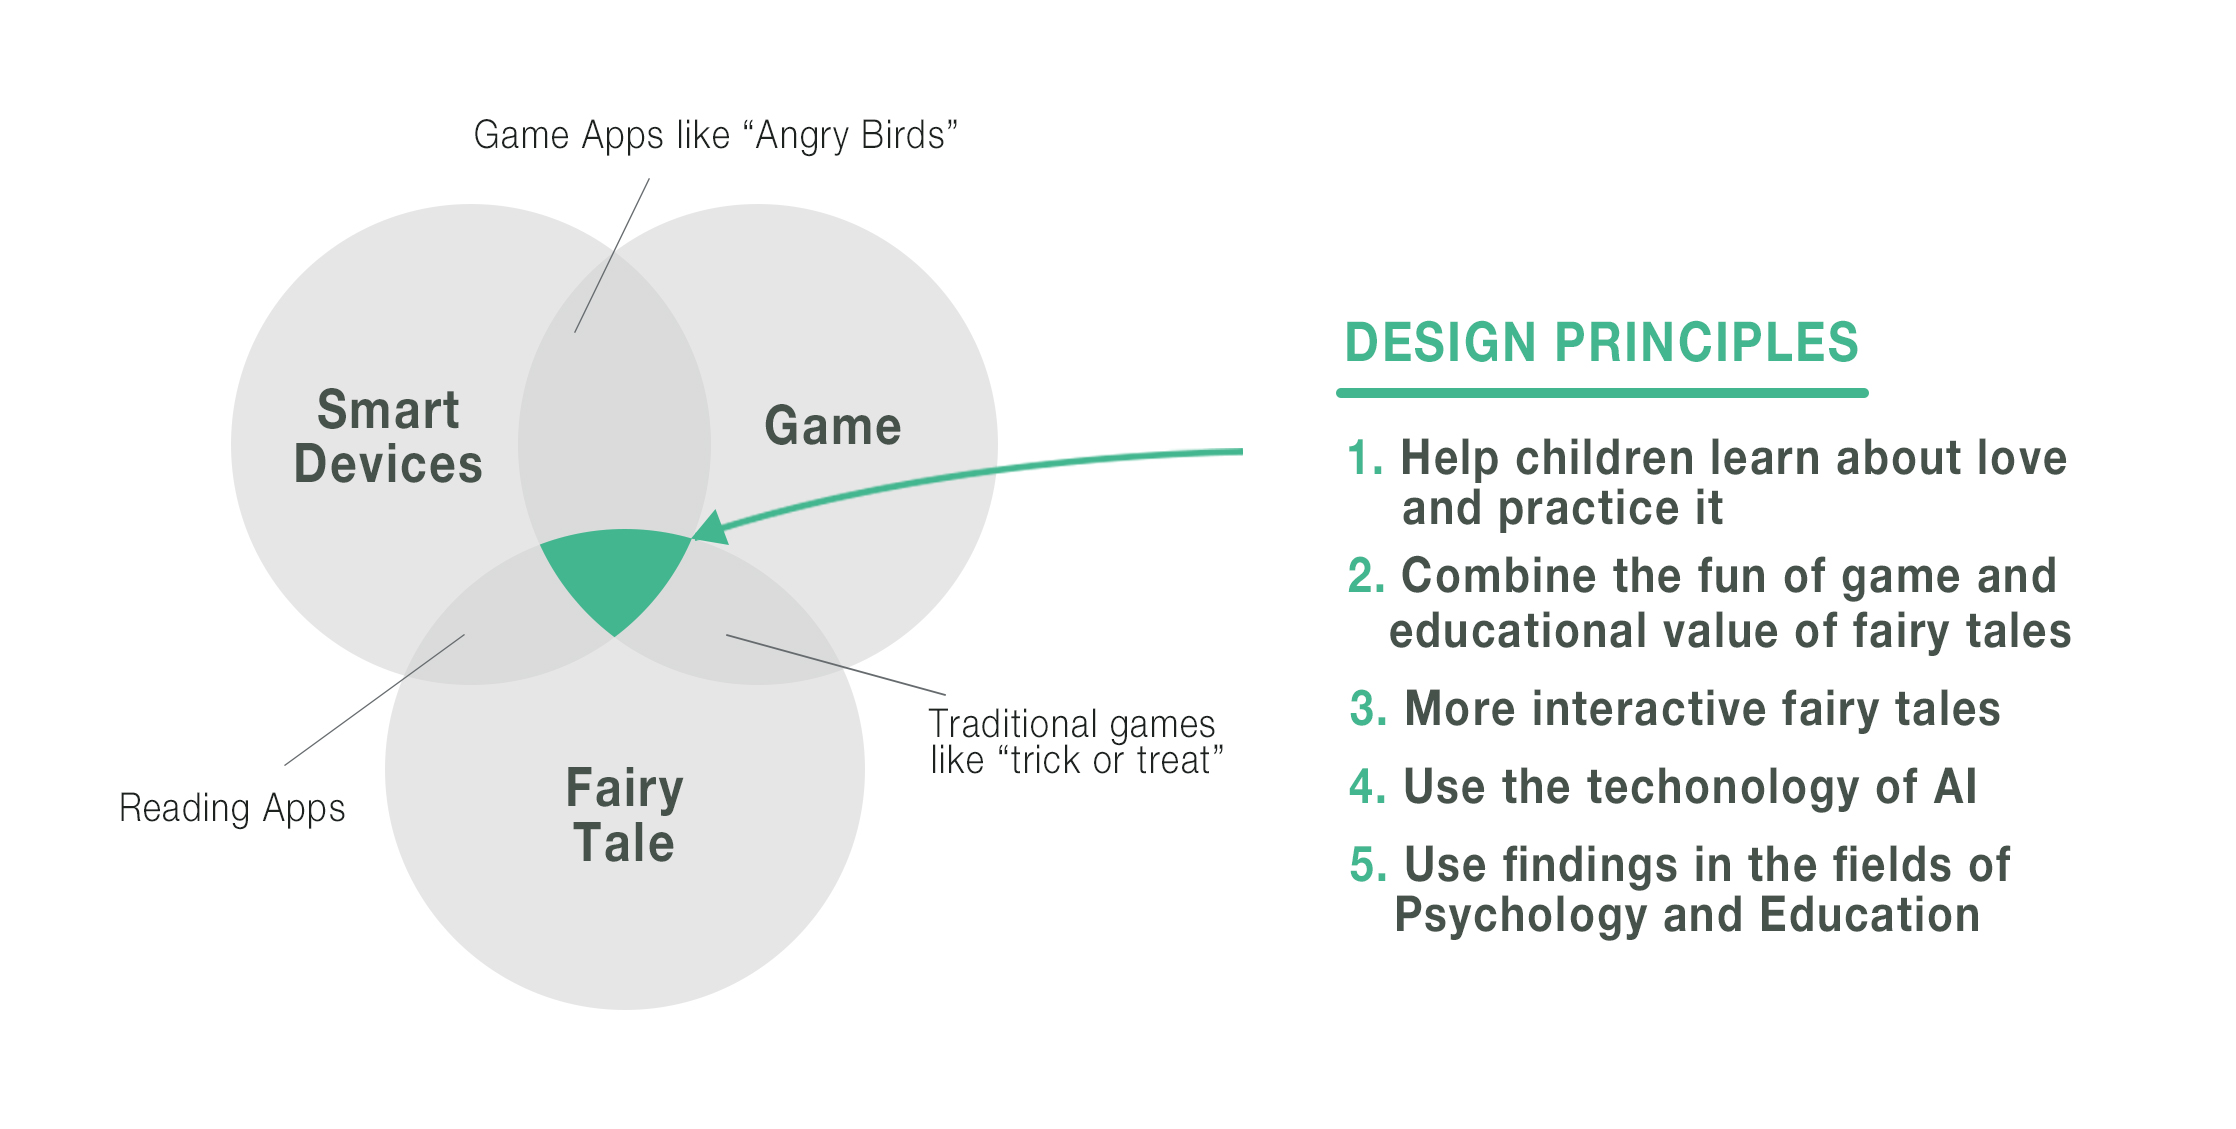 Game Apps like “Angry Birds”
Smart
Devices
Game
Fairy
Tale
Reading Apps
Traditional games
like “trick or treat”
DESIGN PRINCIPLES
1. Help children learn about love
and practice it
2. Combine the fun of game and
educational value of fairy tales
3. More interactive fairy tales
4. Use the techonology of AI
5. Use findings in the fields of
Psychology and Education